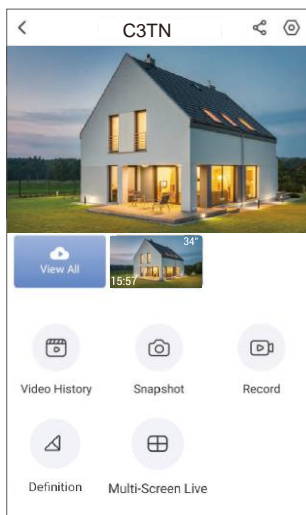 C3TN
View All
34"
15:57
Video History
Snapshot
Record
Definition
Multi-Screen Live